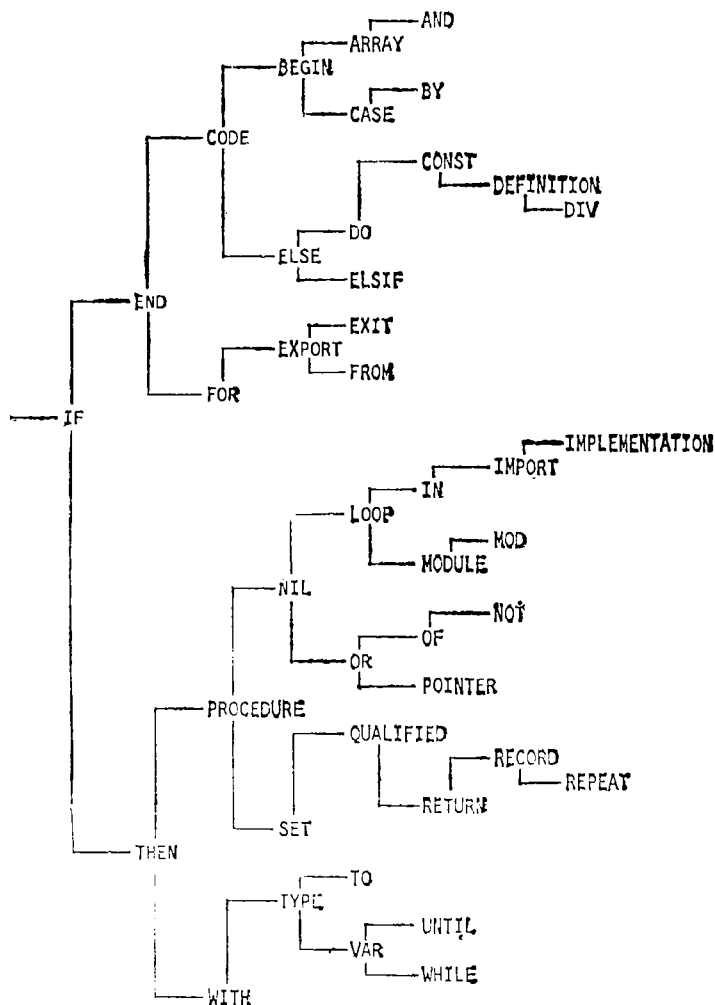 AND
ARRAY
BEGIN
BY
CASE
CODE
CONST
DEFINITION
DIV
DO
ELSE
ELSIF
END
EXIT
EXPORT
FROM
FOR
IF
IMPLEMENTATION
IMPORT
IN
LOOP
MOD
MODULE
NIL
NOT
OF
OR
POINTER
PROCEDURE
QUALIFIED
RECORD
REPEAT
RETURN
SET
THEN
TO
TYPE
UNTIL
VAR
WHILE
WITH